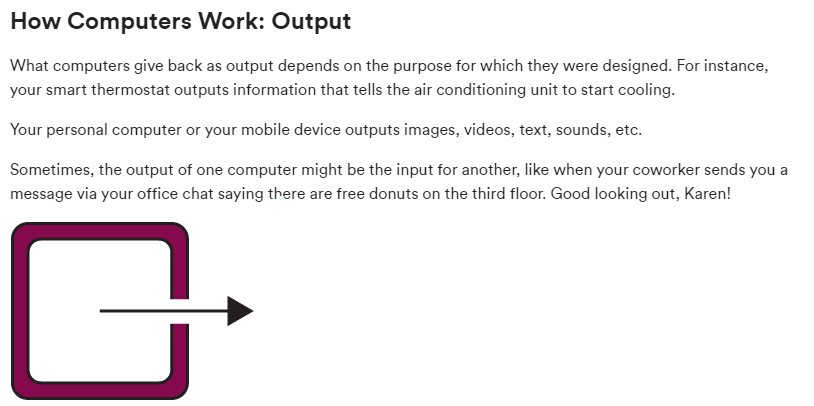 How Computers Work: Output
What computers give back as output depends on the purpose for which they were designed. For instance,
your smart thermostat outputs information that tells the air conditioning unit to start cooling.
Your personal computer or your mobile device outputs images, videos, text, sounds, etc.
Sometimes, the output of one computer might be the input for another, like when your coworker sends you a
message via your office chat saying there are free donuts on the third floor. Good looking out, Karen!